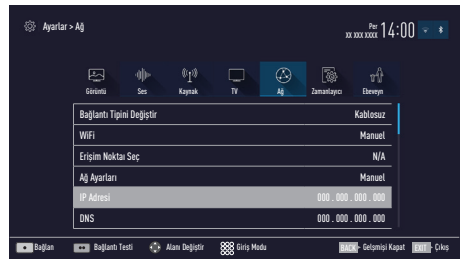 Ayarlar > Ağ
Per
xx xxx xxxx 14:00
Görüntü Ses Kaynak TV Ağ Zamanlayıcı Ebeveyn
Bağlantı Tipini Değiştir Kablosuz
WiFi Manuel
Erişim Noktaı Seç N/A
Ağ Ayarları Manuel
IP Adresi 000 . 000 . 000 . 000
DNS 000 . 000 . 000 . 000
Bağlan Bağlantı Testi Alanı Değiştir Giriş Modu BACK - Gelşmişi Kapat EXIT - Çıkış